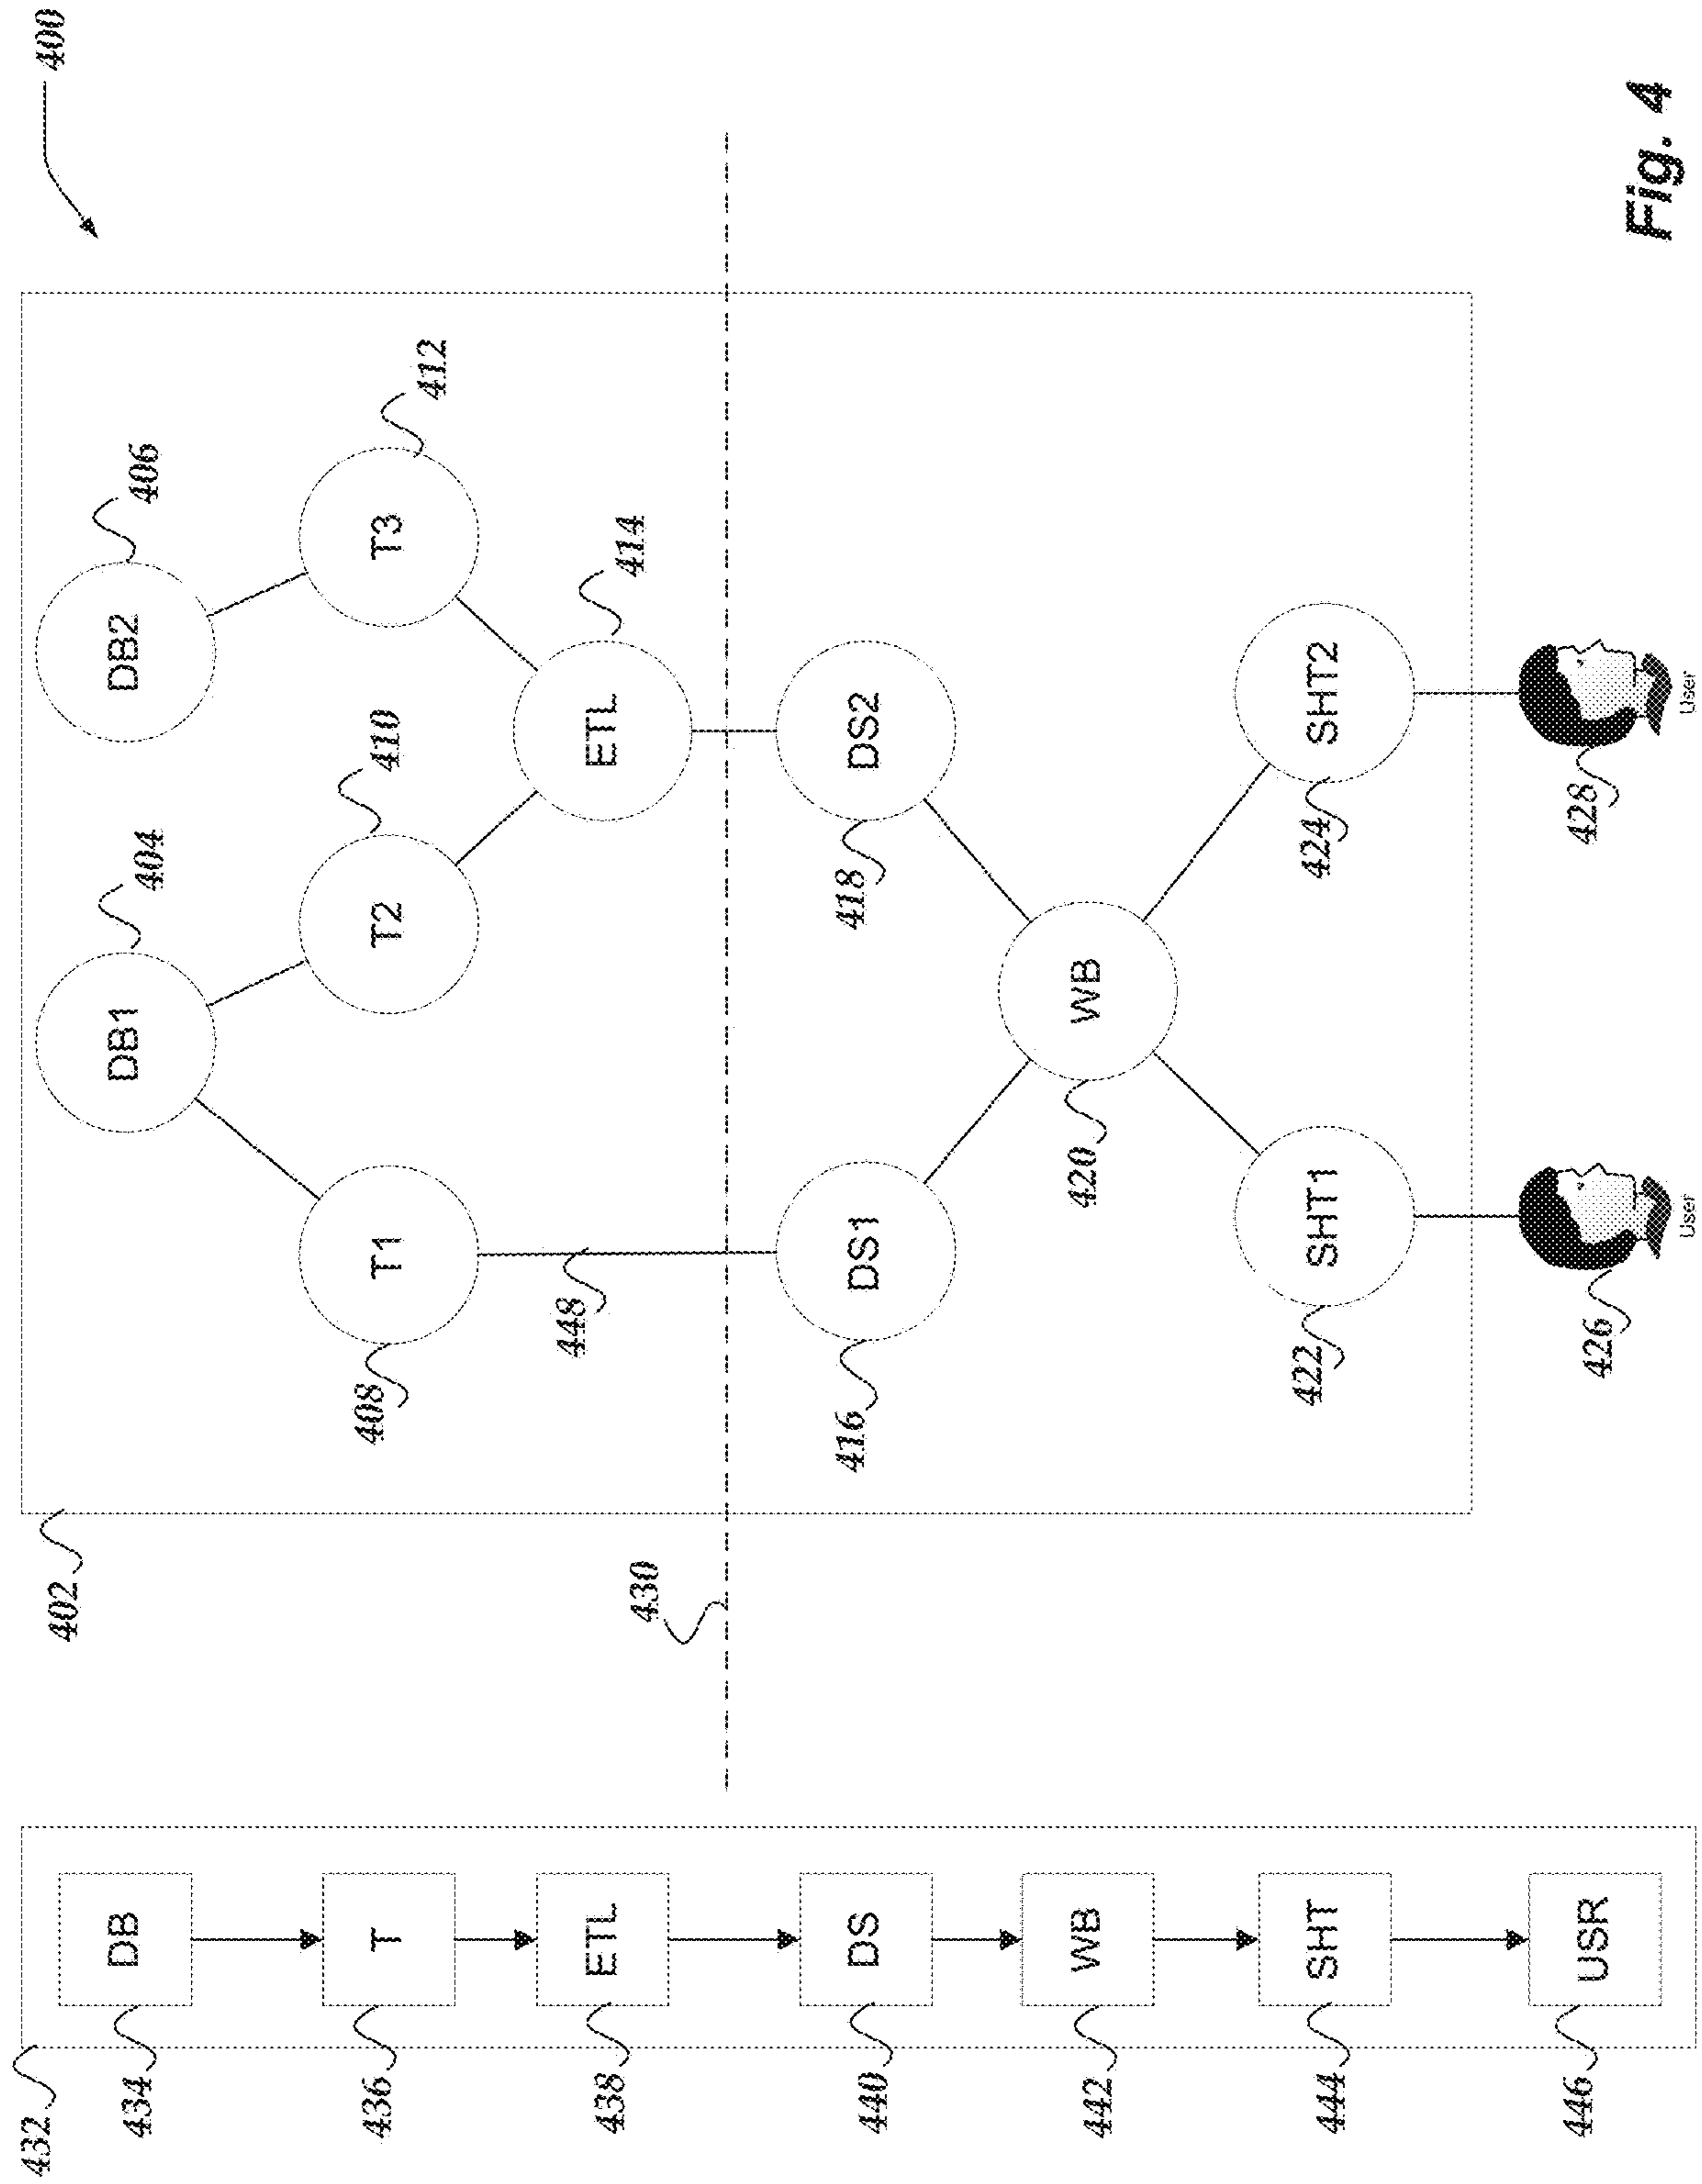 400
402
DB1
404
DB2
406
T1
408
T2
410
T3
412
ETL
414
448
430
DS1
416
DS2
418
WB
420
SHT1
422
SHT2
424
User
426
User
428
432
DB
434
T
436
ETL
438
DS
440
WB
442
SHT
444
USR
446
Fig. 4